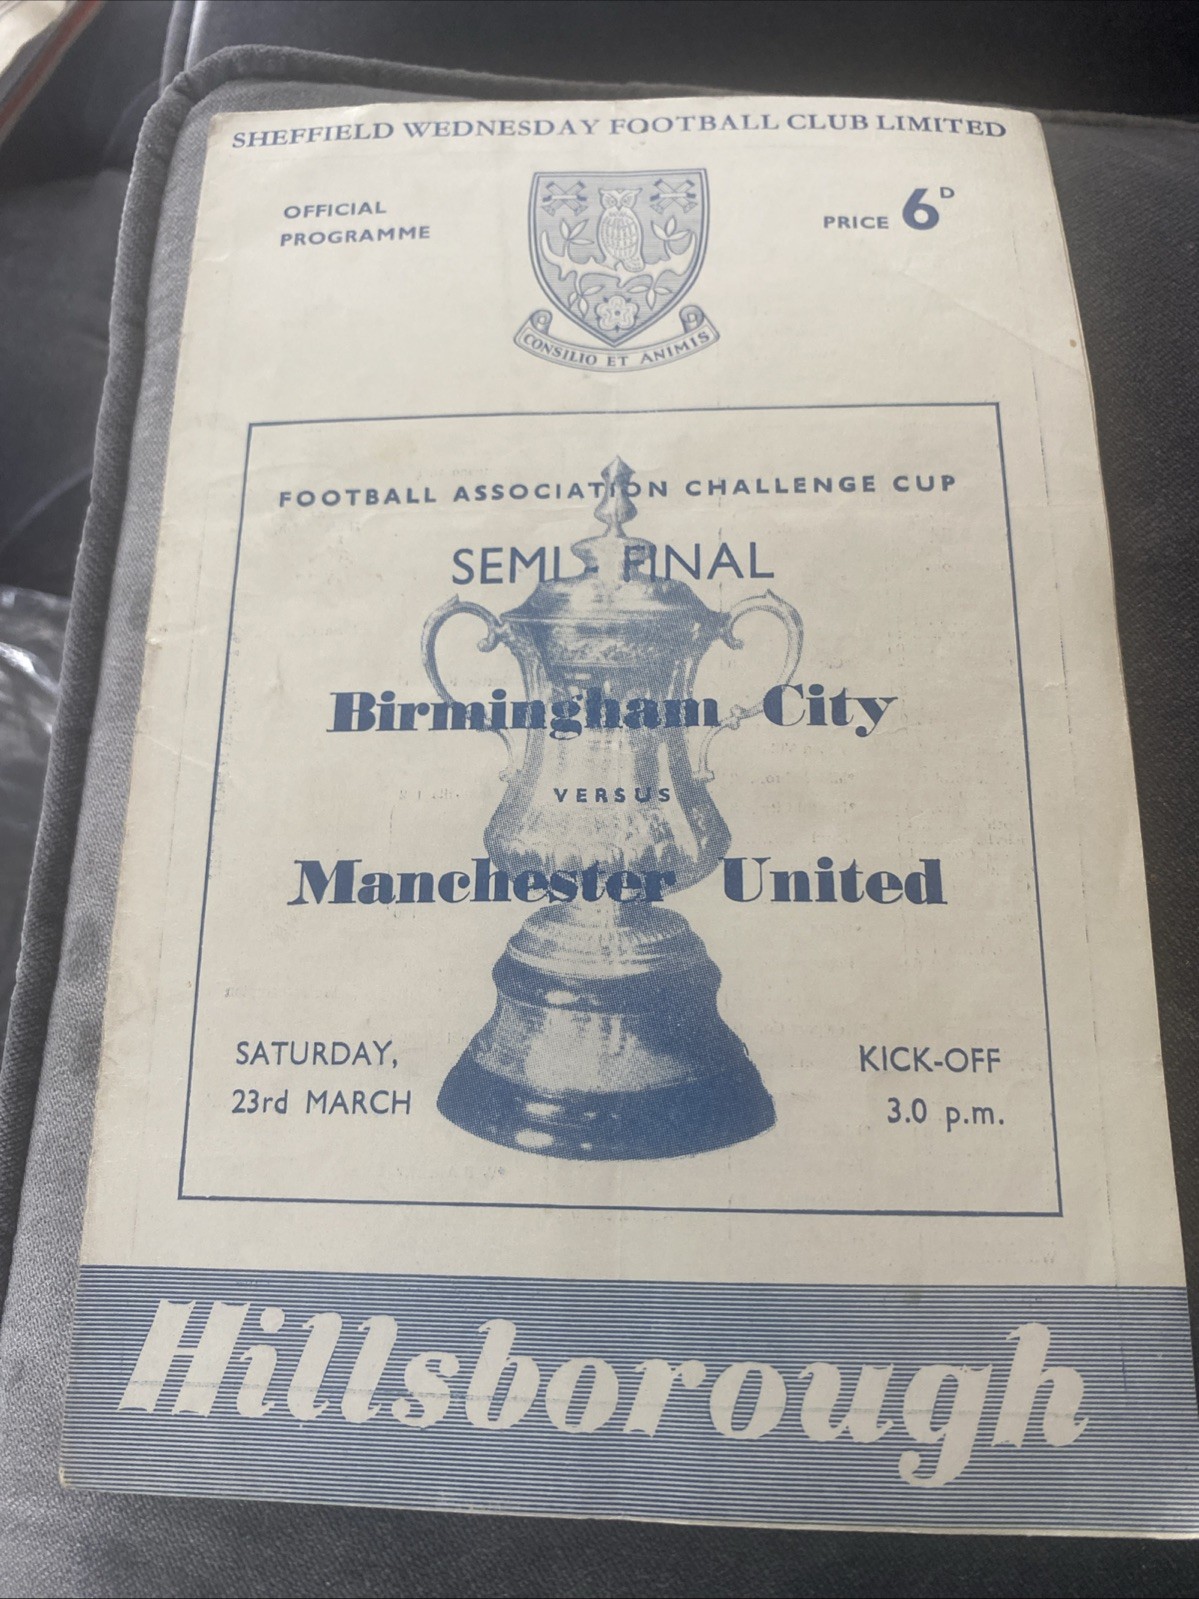 SHEFFIELD WEDNESDAY FOOTBALL CLUB LIMITED
OFFICIAL
PROGRAMME
PRICE 6D
CONSILIO ET ANIMIS
FOOTBALL ASSOCIATION CHALLENGE CUP
SEMI - FINAL
Birmingham City
VERSUS
Manchester United
SATURDAY,
23rd MARCH
KICK-OFF
3.0 p.m.
Hillsborough